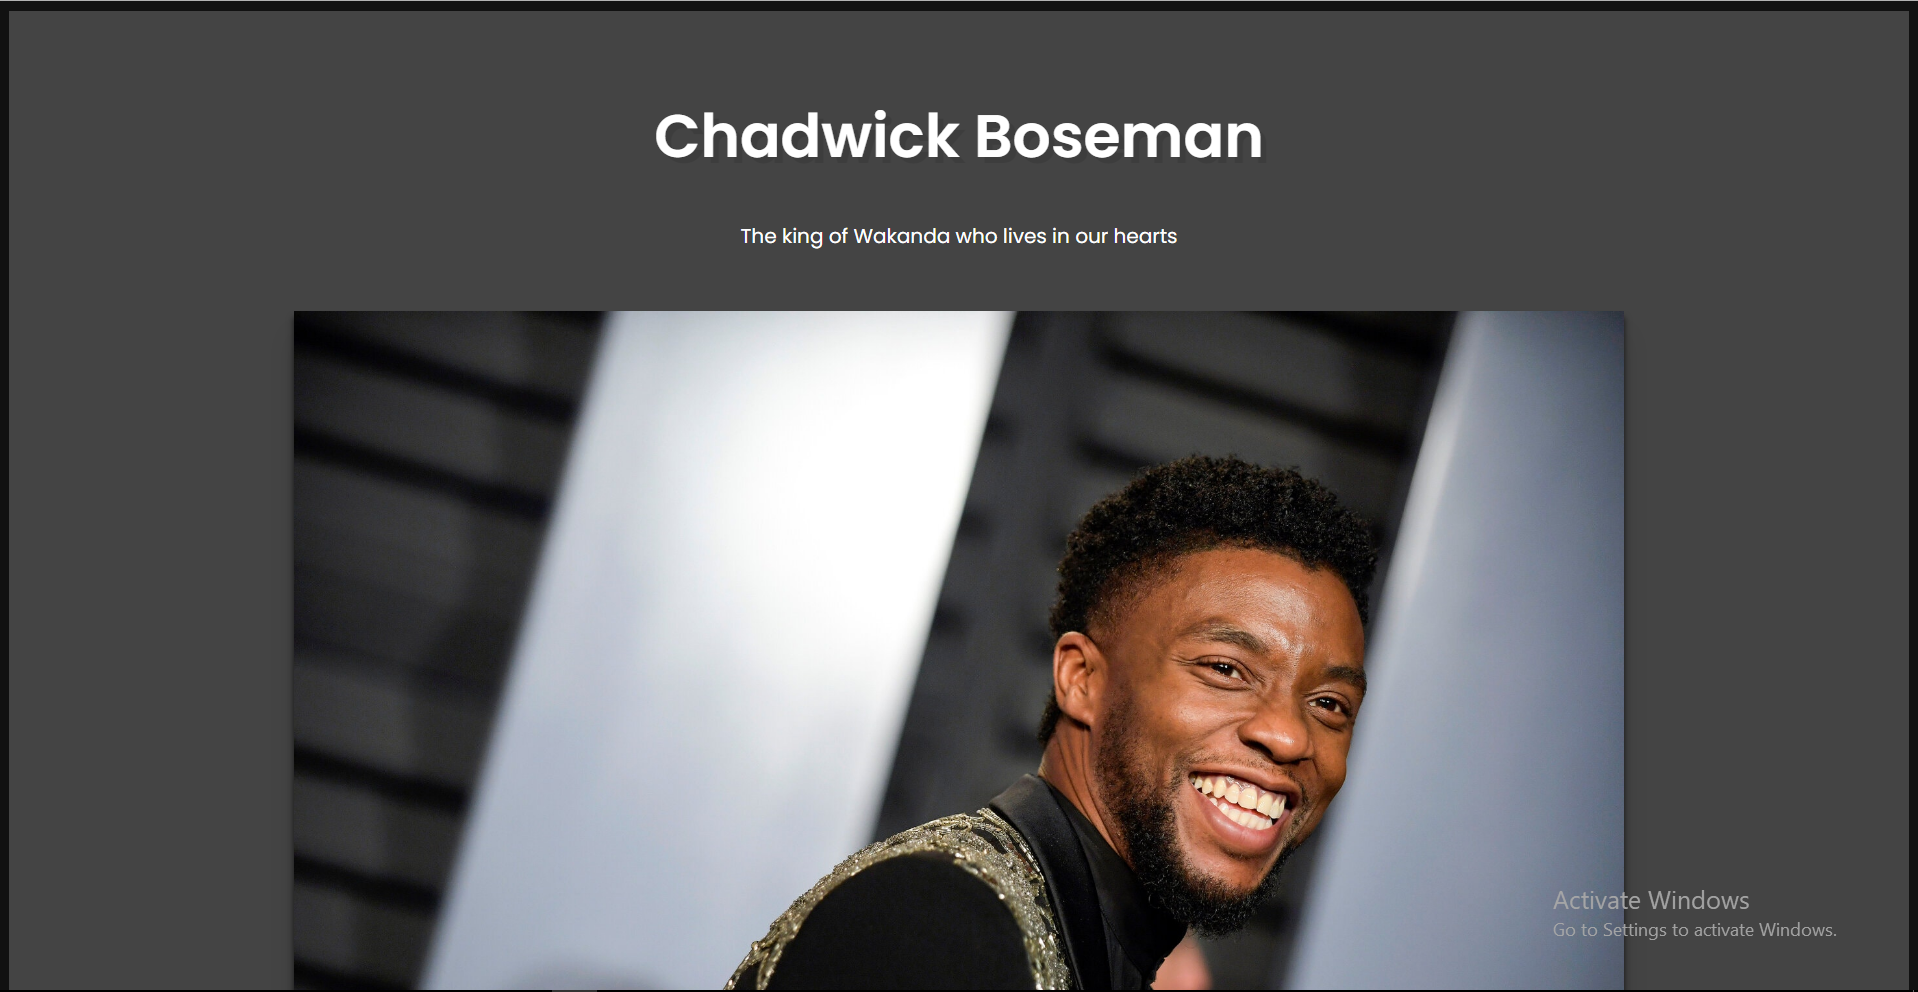 Chadwick Boseman
The king of Wakanda who lives in our hearts
Activate Windows
Go to Settings to activate Windows.